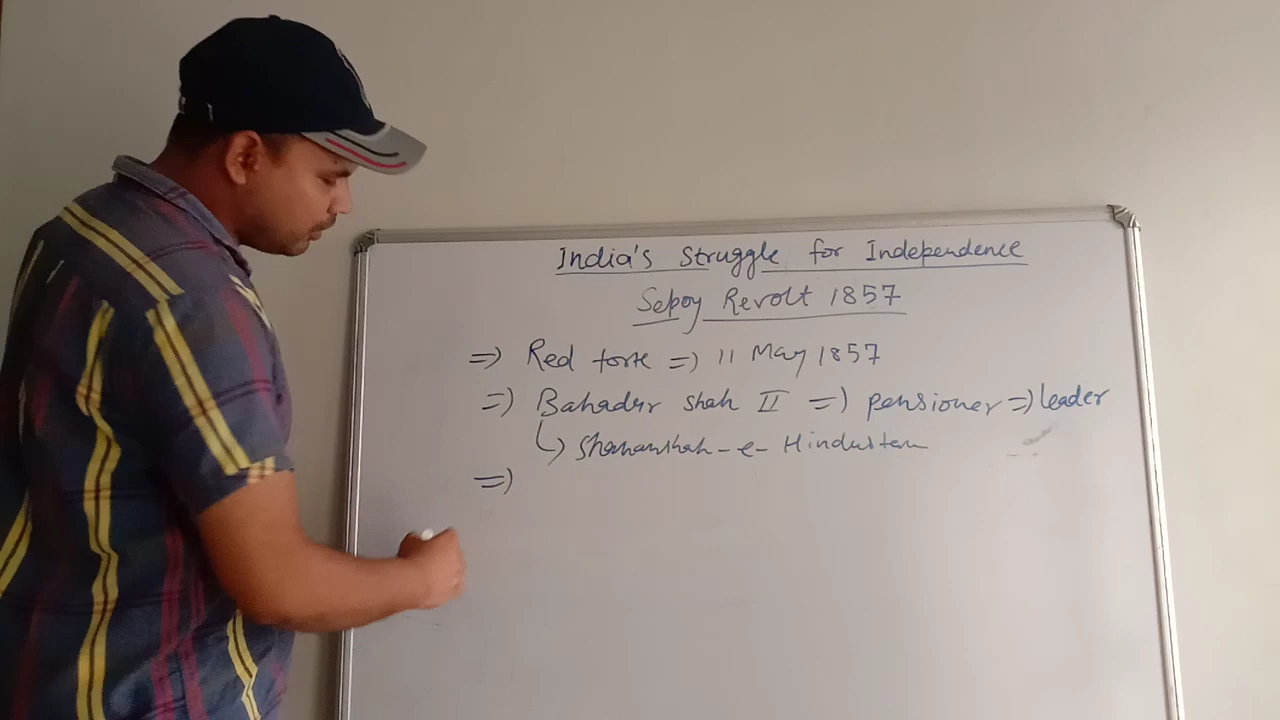 India's Struggle for Independence
Sepoy Revolt 1857
=) Red forte =) 11 May 1857
=) Bahadur Shah II =) pensioner =) leader
↳ Shahanshah-e-Hindustan
=)